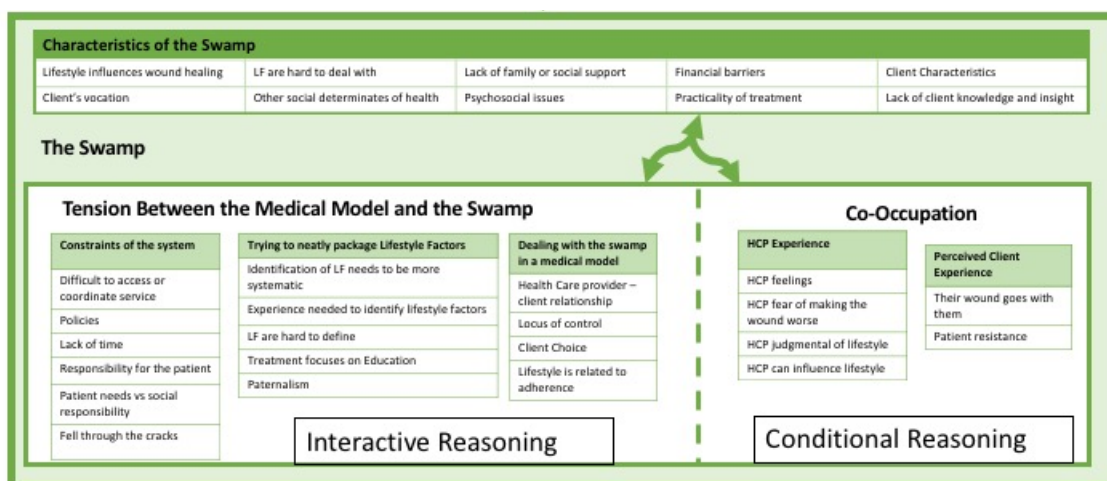 Characteristics of the Swamp
Lifestyle influences wound healing
LF are hard to deal with
Lack of family or social support
Financial barriers
Client Characteristics
Client's vocation
Other social determinates of health
Psychosocial issues
Practicality of treatment
Lack of client knowledge and insight
The Swamp
Tension Between the Medical Model and the Swamp
Constraints of the system
Difficult to access or
coordinate service
Policies
Lack of time
Responsibility for the patient
Patient needs vs social
responsibility
Fell through the cracks
Trying to neatly package Lifestyle Factors
Identification of LF needs to be more
systematic
Experience needed to identify lifestyle factors
LF are hard to define
Treatment focuses on Education
Paternalism
Dealing with the swamp
in a medical model
Health Care provider –
client relationship
Locus of control
Client Choice
Lifestyle is related to
adherence
Interactive Reasoning
Co-Occupation
HCP Experience
HCP feelings
HCP fear of making the
wound worse
HCP judgmental of lifestyle
HCP can influence lifestyle
Perceived Client
Experience
Their wound goes with
them
Patient resistance
Conditional Reasoning